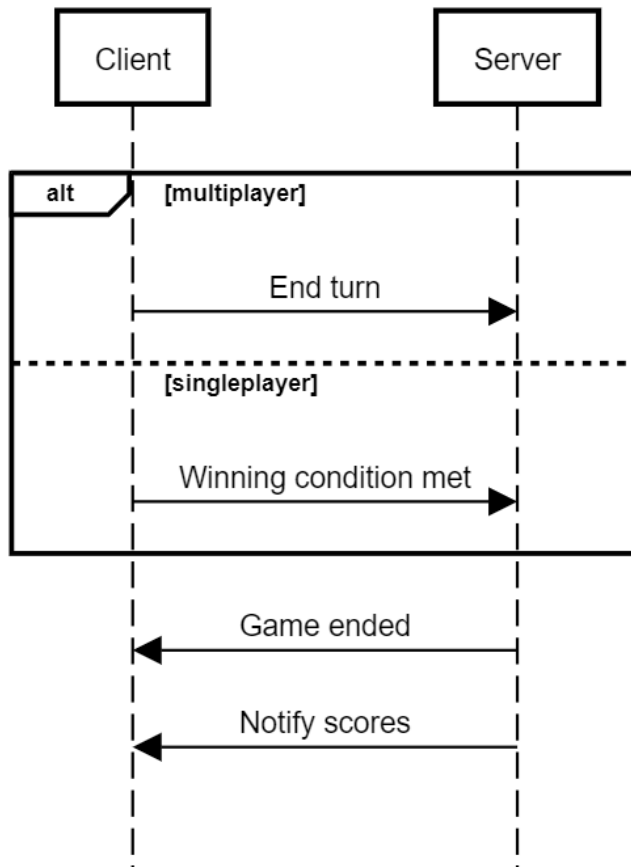 Client
Server
alt
[multiplayer]
End turn
[singleplayer]
Winning condition met
Game ended
Notify scores